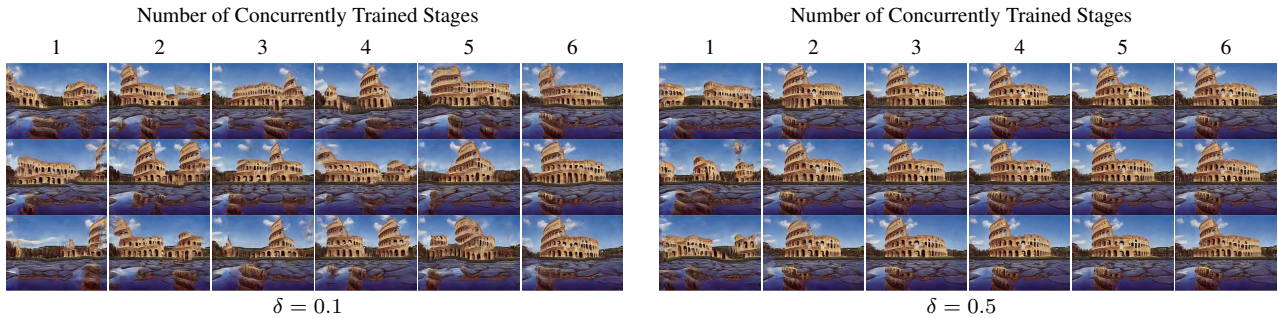 Number of Concurrently Trained Stages
1 2 3 4 5 6
δ = 0.1
Number of Concurrently Trained Stages
1 2 3 4 5 6
δ = 0.5